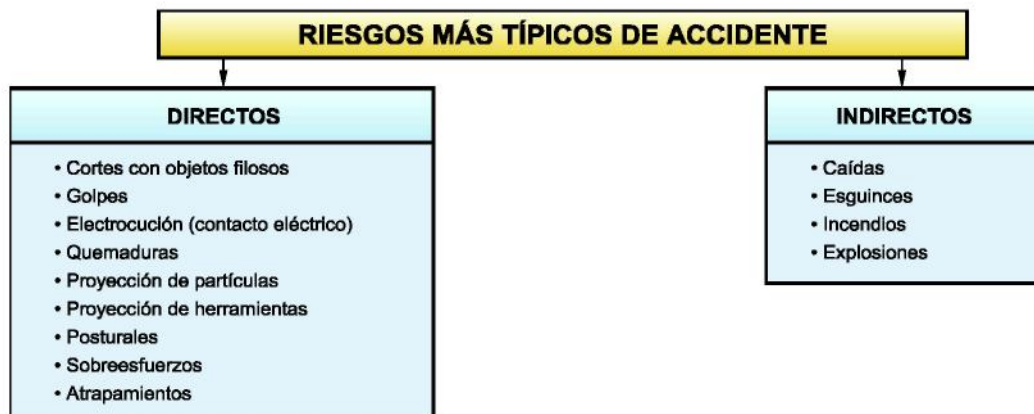 RIESGOS MÁS TÍPICOS DE ACCIDENTE
DIRECTOS
• Cortes con objetos filosos
• Golpes
• Electrocución (contacto eléctrico)
• Quemaduras
• Proyección de partículas
• Proyección de herramientas
• Posturales
• Sobreesfuerzos
• Atrapamientos
INDIRECTOS
• Caídas
• Esguinces
• Incendios
• Explosiones